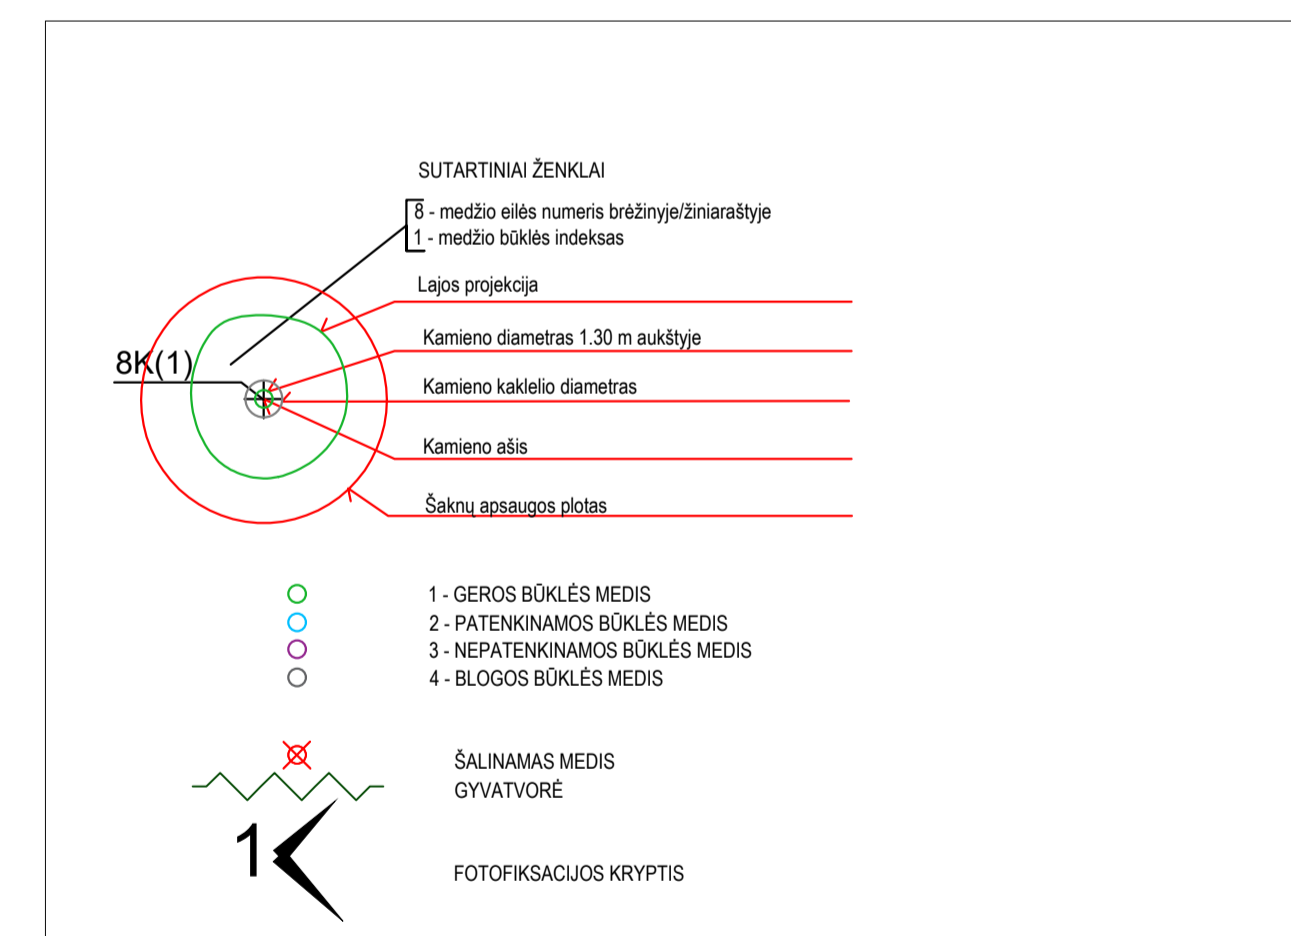 SUTARTINIAI ŽENKLAI
8 - medžio eilės numeris brėžinyje/žiniaraštyje
1 - medžio būklės indeksas
Lajos projekcija
Kamieno diametras 1.30 m aukštyje
8K(1)
Kamieno kaklelio diametras
Kamieno ašis
Šaknų apsaugos plotas
1 - GEROS BŪKLĖS MEDIS
2 - PATENKINAMOS BŪKLĖS MEDIS
3 - NEPATENKINAMOS BŪKLĖS MEDIS
4 - BLOGOS BŪKLĖS MEDIS
ŠALINAMAS MEDIS
GYVATVORĖ
1
FOTOFIKSACIJOS KRYPTIS